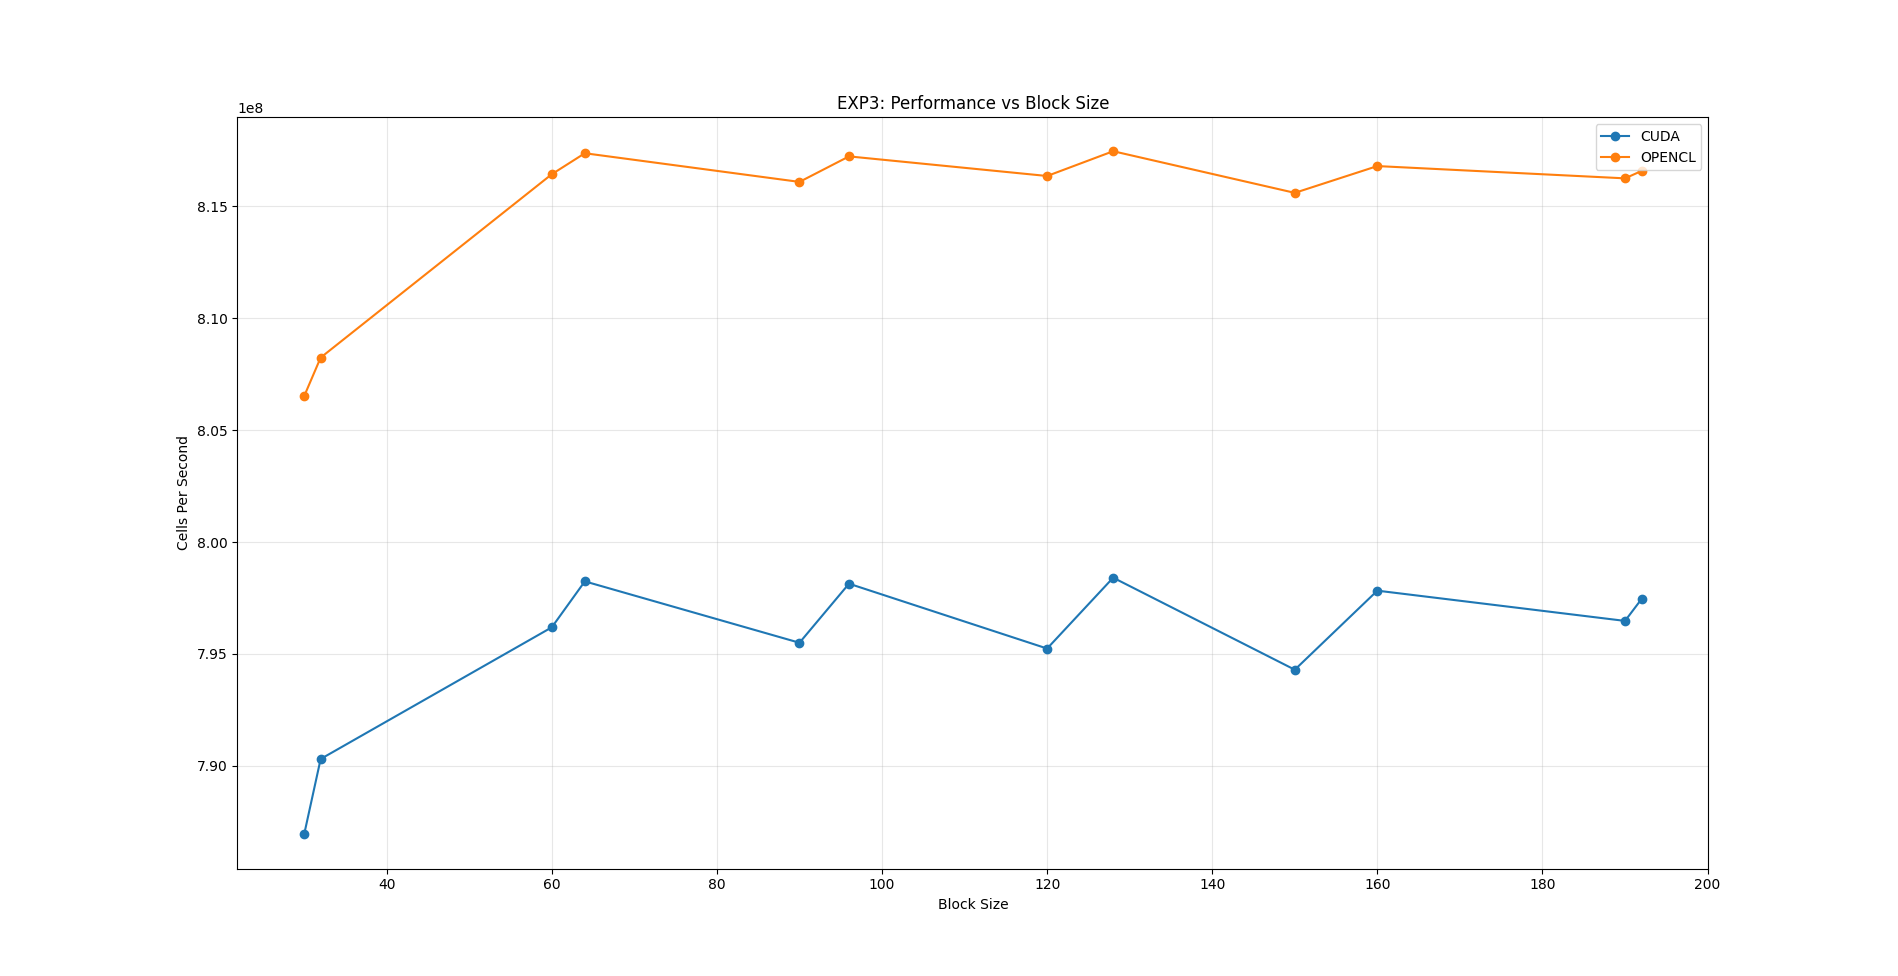 EXP3: Performance vs Block Size
1e8
CUDA
OPENCL
8.15
8.10
8.05
8.00
7.95
7.90
Cells Per Second
40 60 80 100 120 140 160 180 200
Block Size